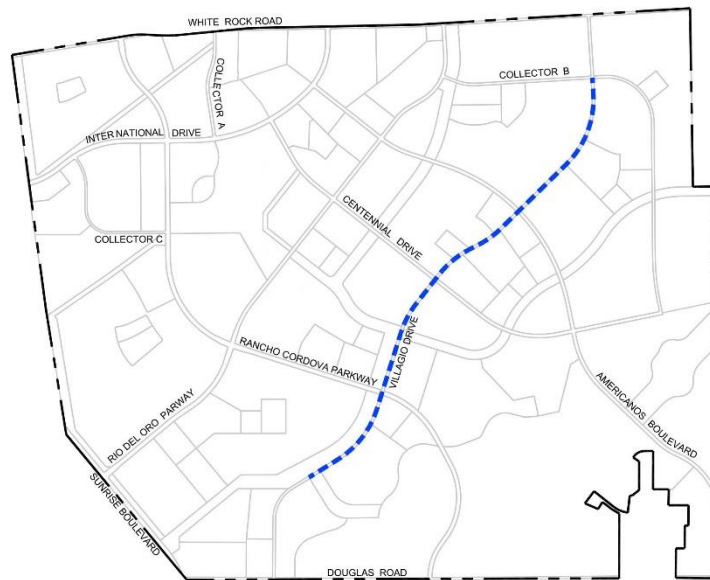 WHITE ROCK ROAD
COLLECTOR B
COLLECTOR A
INTERNATIONAL DRIVE
CENTENNIAL DRIVE
COLLECTOR C
VILLAGIO DRIVE
RANCHO CORDOVA PARKWAY
AMERICANOS BOULEVARD
RIO DEL ORO PARWAY
SUNRISE BOULEVARD
DOUGLAS ROAD